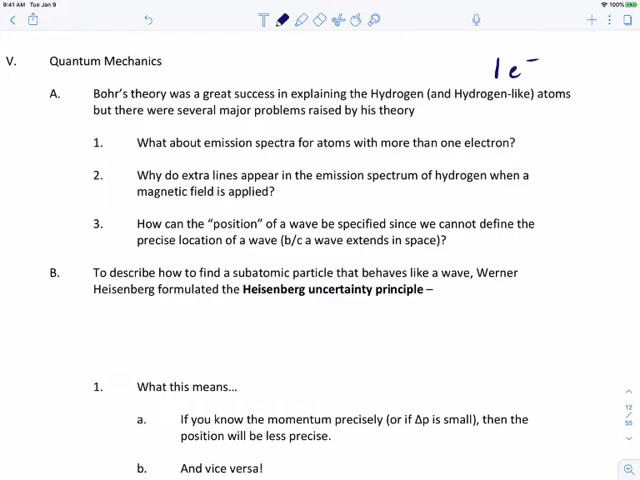 9:41 AM Tue Jan 9
100%
V. Quantum Mechanics
1 e⁻
A. Bohr's theory was a great success in explaining the Hydrogen (and Hydrogen-like) atoms
but there were several major problems raised by his theory
1. What about emission spectra for atoms with more than one electron?
2. Why do extra lines appear in the emission spectrum of hydrogen when a
magnetic field is applied?
3. How can the “position” of a wave be specified since we cannot define the
precise location of a wave (b/c a wave extends in space)?
B. To describe how to find a subatomic particle that behaves like a wave, Werner
Heisenberg formulated the Heisenberg uncertainty principle –
1. What this means…
12
/
55
a. If you know the momentum precisely (or if Δp is small), then the
position will be less precise.
b. And vice versa!